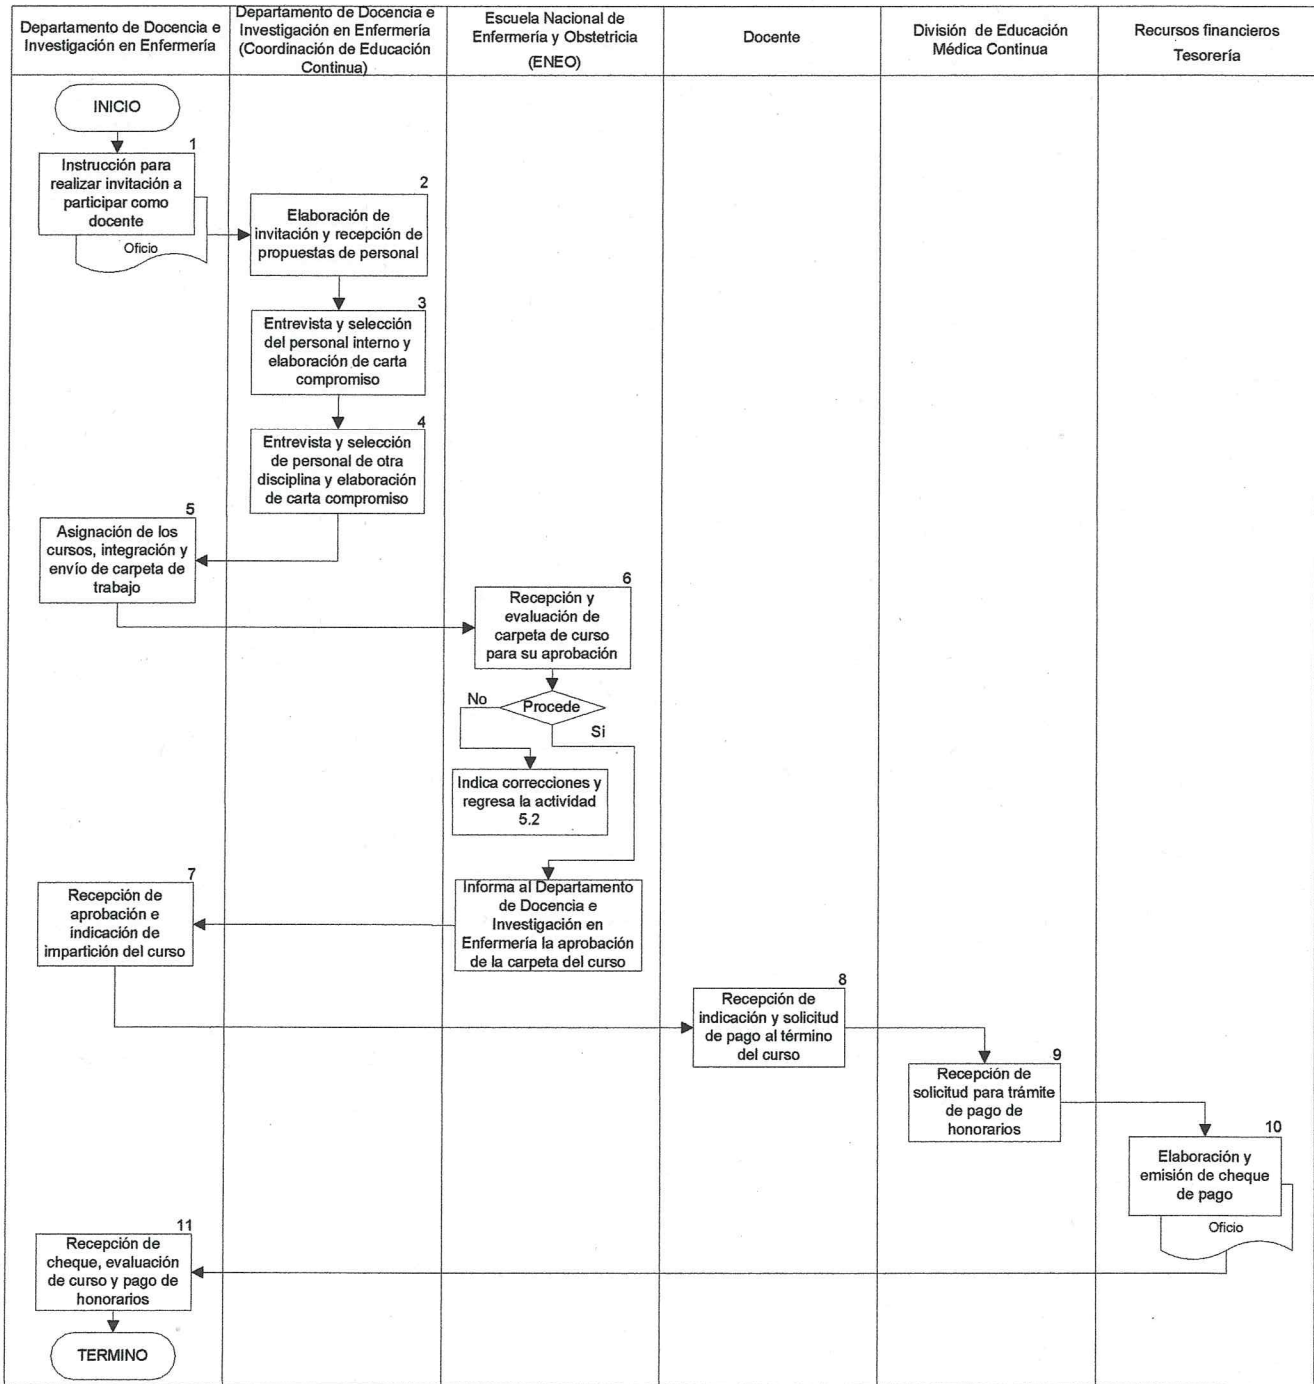 Departamento de Docencia e
Investigación en Enfermería
Departamento de Docencia e
Investigación en Enfermería
(Coordinación de Educación
Continua)
Escuela Nacional de
Enfermería y Obstetricia
(ENEO)
Docente
División de Educación
Médica Continua
Recursos financieros
Tesorería
INICIO
1
Instrucción para
realizar invitación a
participar como
docente
Oficio
2
Elaboración de
invitación y recepción de
propuestas de personal
3
Entrevista y selección
del personal interno y
elaboración de carta
compromiso
4
Entrevista y selección
de personal de otra
disciplina y elaboración
de carta compromiso
5
Asignación de los
cursos, integración y
envío de carpeta de
trabajo
6
Recepción y
evaluación de
carpeta de curso
para su aprobación
Procede
No
Si
Indica correcciones y
regresa la actividad
5.2
Informa al Departamento
de Docencia e
Investigación en
Enfermería la aprobación
de la carpeta del curso
7
Recepción de
aprobación e
indicación de
impartición del curso
8
Recepción de
indicación y solicitud
de pago al término
del curso
9
Recepción de
solicitud para trámite
de pago de
honorarios
10
Elaboración y
emisión de cheque
de pago
Oficio
11
Recepción de
cheque, evaluación
de curso y pago de
honorarios
TERMINO